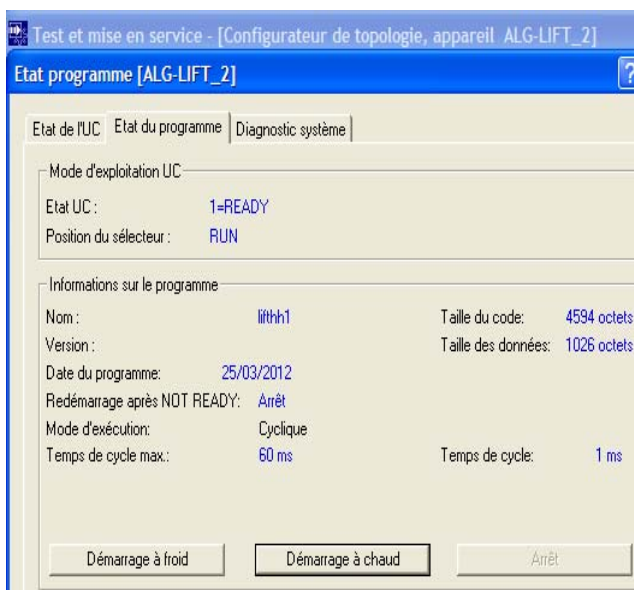 Test et mise en service - [Configurateur de topologie, appareil ALG-LIFT_2]
Etat programme [ALG-LIFT_2]
?
Etat de l'UC Etat du programme Diagnostic système
Mode d'exploitation UC
Etat UC : 1=READY
Position du sélecteur : RUN
Informations sur le programme
Nom : lifthh1 Taille du code: 4594 octets
Version : Taille des données: 1026 octets
Date du programme: 25/03/2012
Redémarrage après NOT READY: Arrêt
Mode d'exécution: Cyclique
Temps de cycle max.: 60 ms Temps de cycle: 1 ms
Démarrage à froid Démarrage à chaud Arrêt